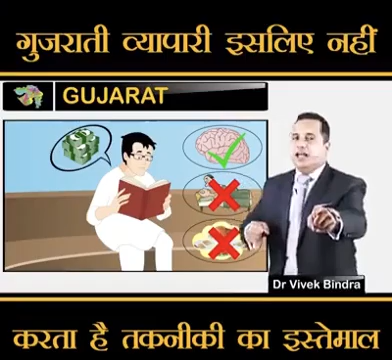 गुजराती व्यापारी इसलिए नहीं
GUJARAT
Dr Vivek Bindra
करता है तकनीकी का इस्तेमाल